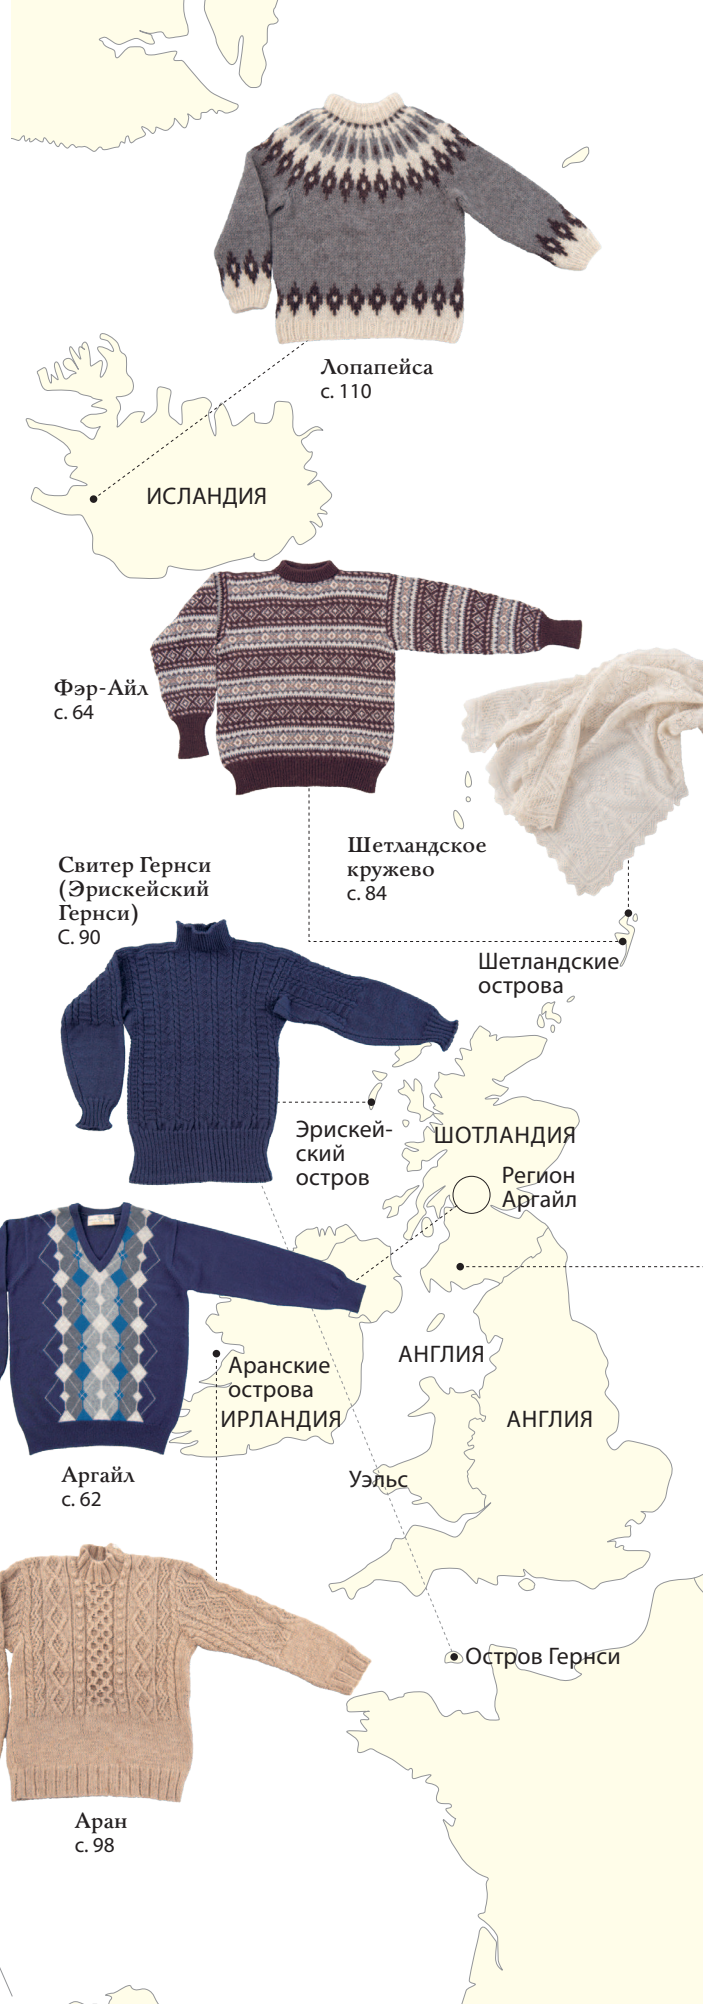 Лопапейса
с. 110
ИСЛАНДИЯ
Фэр-Айл
с. 64
Шетландское
кружево
с. 84
Свитер Гернси
(Эрискейский
Гернси)
С. 90
Шетландские
острова
Эрискей-
ский
остров
ШОТЛАНДИЯ
Регион
Аргайл
АНГЛИЯ
Аранские
острова
ИРЛАНДИЯ
АНГЛИЯ
Аргайл
с. 62
Уэльс
Остров Гернси
Аран
с. 98